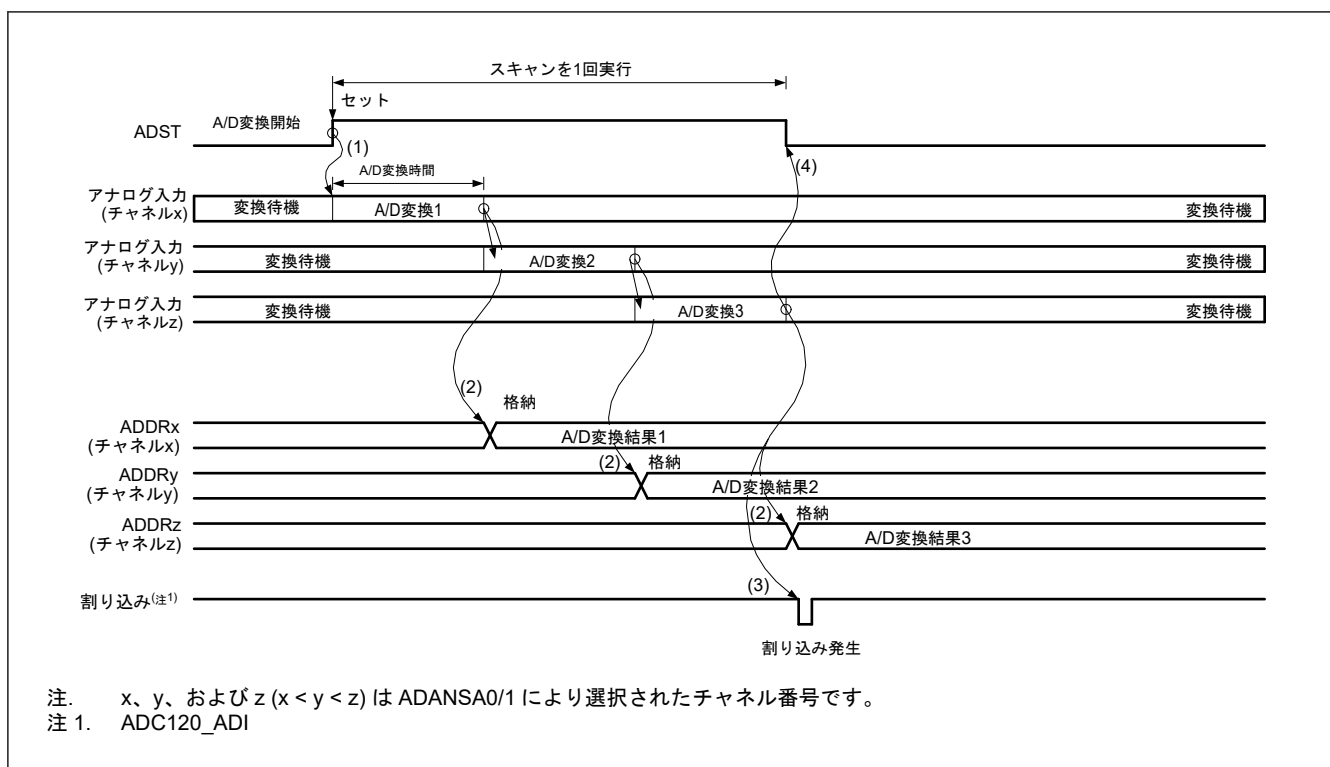 スキャンを1回実行
セット
ADST
A/D変換開始
(1)
(4)
A/D変換時間
アナログ入力
(チャネルx)
変換待機
A/D変換1
変換待機
アナログ入力
(チャネルy)
変換待機
A/D変換2
変換待機
アナログ入力
(チャネルz)
変換待機
A/D変換3
変換待機
(2)
格納
ADDRx
(チャネルx)
A/D変換結果1
ADDRy
(チャネルy)
(2)
格納
A/D変換結果2
ADDRz
(チャネルz)
(2)
格納
A/D変換結果3
割り込み(注1)
(3)
割り込み発生
注. x、y、および z (x < y < z) は ADANSA0/1 により選択されたチャネル番号です。
注 1. ADC120_ADI